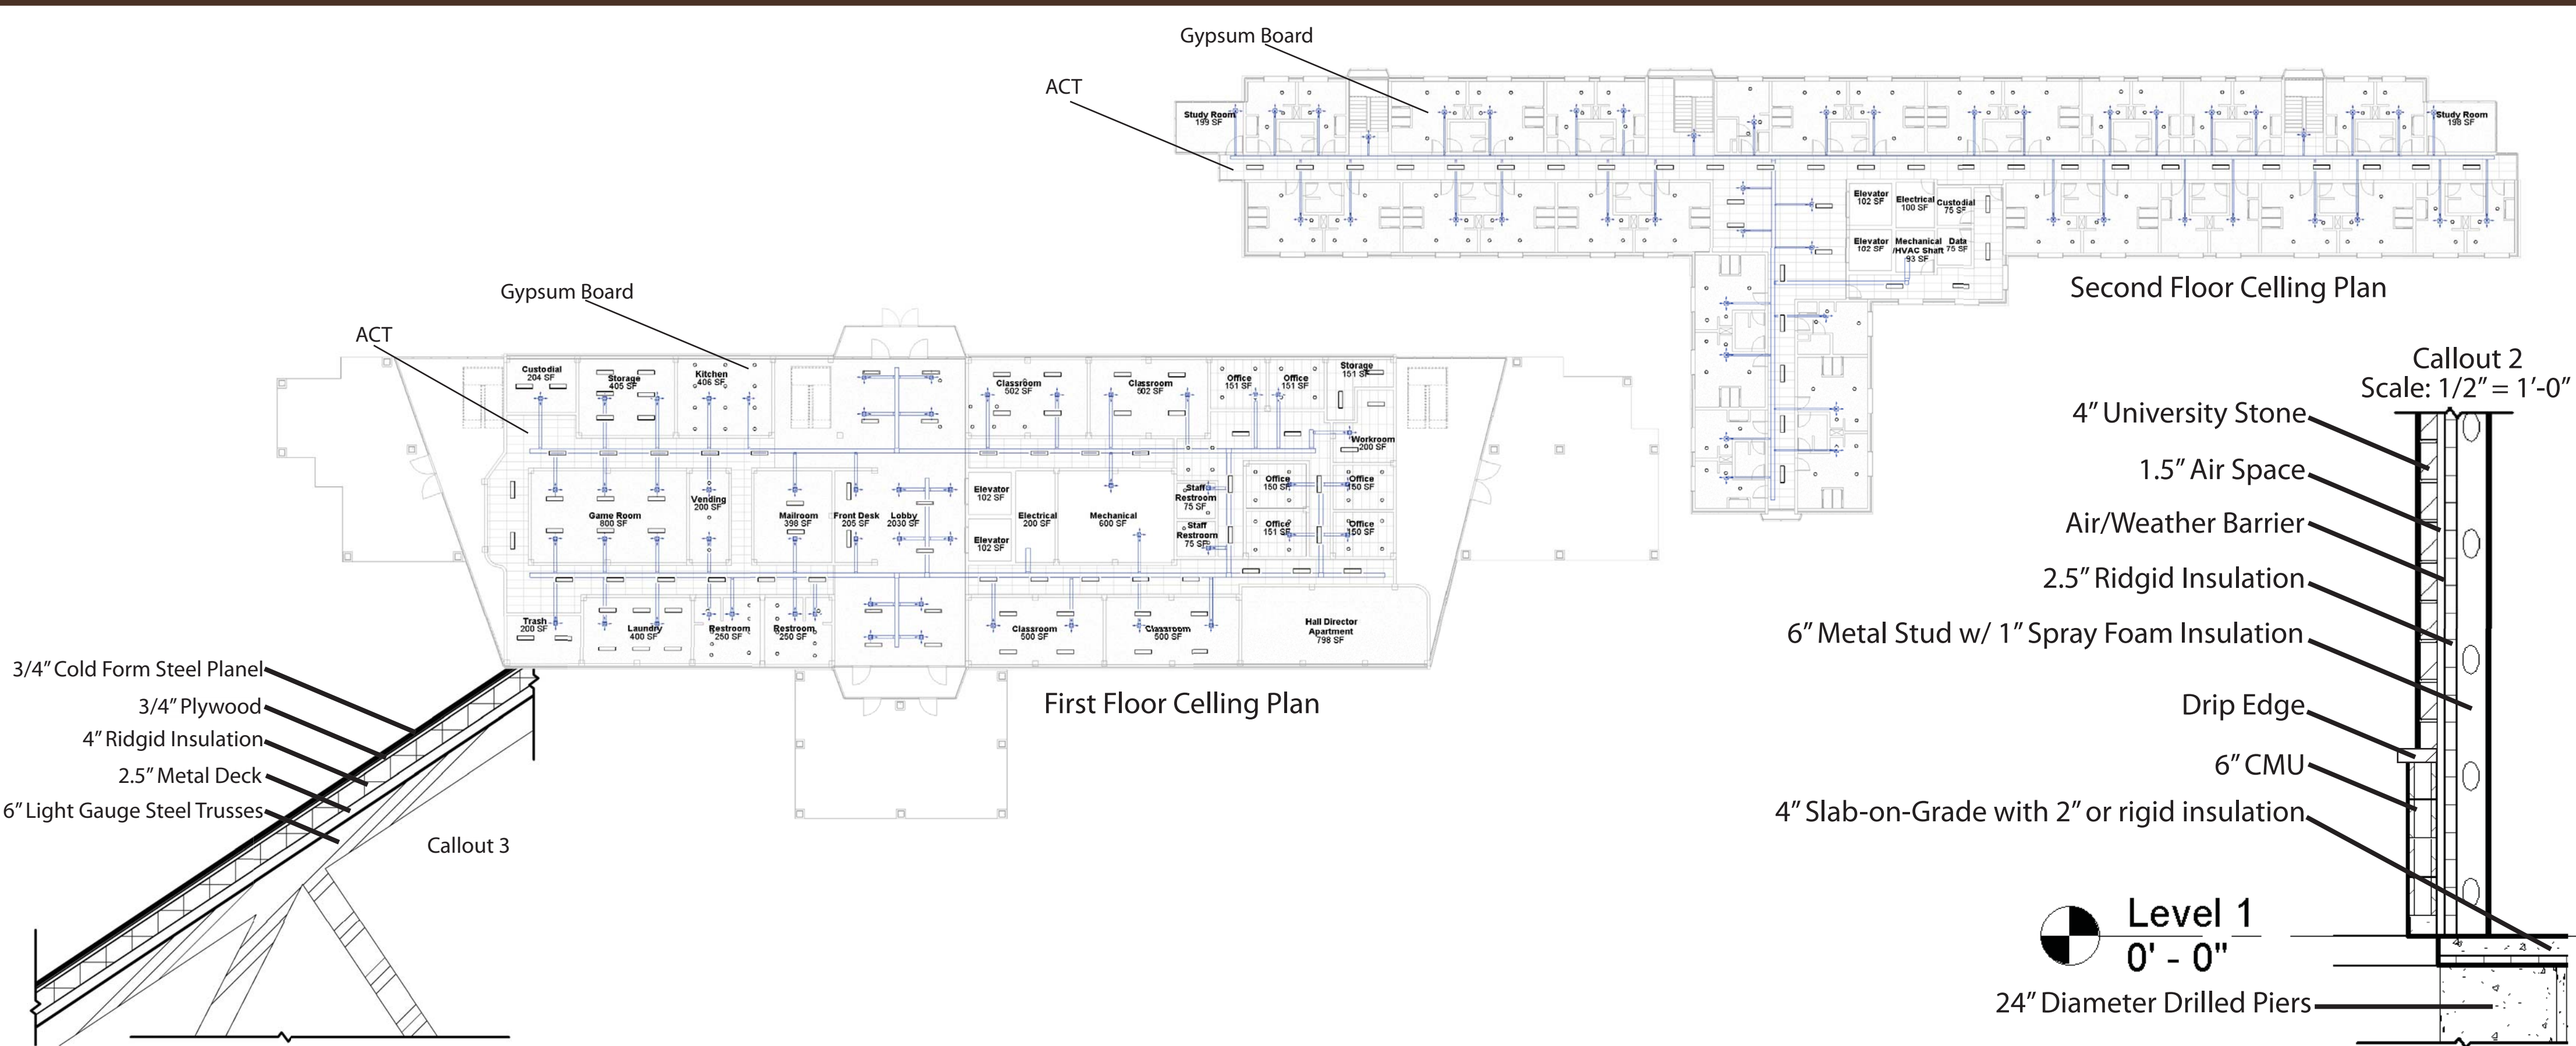 Gypsum Board
ACT
Study Room
199 SF
Study Room
198 SF
Elevator
102 SF
Electrical
100 SF
Custodial
75 SF
Elevator
102 SF
Mechanical
/HVAC Shaft
93 SF
Data
75 SF
Second Floor Celling Plan
Gypsum Board
ACT
Custodial
204 SF
Storage
405 SF
Kitchen
406 SF
Classroom
502 SF
Classroom
502 SF
Office
151 SF
Office
151 SF
Storage
151 SF
Workroom
200 SF
Game Room
800 SF
Vending
200 SF
Mailroom
398 SF
Front Desk
205 SF
Lobby
2030 SF
Elevator
102 SF
Elevator
102 SF
Electrical
200 SF
Mechanical
600 SF
Staff
Restroom
75 SF
Staff
Restroom
75 SF
Office
150 SF
Office
150 SF
Office
151 SF
Office
150 SF
Trash
200 SF
Laundry
400 SF
Restroom
250 SF
Restroom
250 SF
Classroom
500 SF
Classroom
500 SF
Hall Director
Apartment
798 SF
First Floor Celling Plan
3/4” Cold Form Steel Planel
3/4” Plywood
4” Ridgid Insulation
2.5” Metal Deck
6” Light Gauge Steel Trusses
Callout 3
Callout 2
Scale: 1/2” = 1’-0”
4” University Stone
1.5” Air Space
Air/Weather Barrier
2.5” Ridgid Insulation
6” Metal Stud w/ 1” Spray Foam Insulation
Drip Edge
6” CMU
4” Slab-on-Grade with 2” or rigid insulation
Level 1
0' - 0"
24” Diameter Drilled Piers